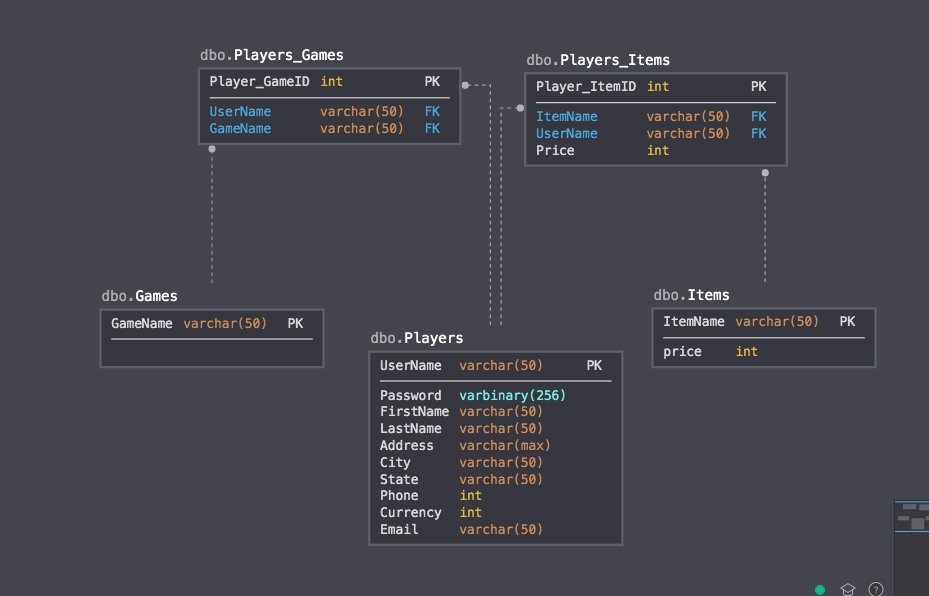 dbo.Players_Games
Player_GameID int PK
UserName varchar(50) FK
GameName varchar(50) FK
dbo.Players_Items
Player_ItemID int PK
ItemName varchar(50) FK
UserName varchar(50) FK
Price int
dbo.Games
GameName varchar(50) PK
dbo.Players
UserName varchar(50) PK
Password varbinary(256)
FirstName varchar(50)
LastName varchar(50)
Address varchar(max)
City varchar(50)
State varchar(50)
Phone int
Currency int
Email varchar(50)
dbo.Items
ItemName varchar(50) PK
price int
?